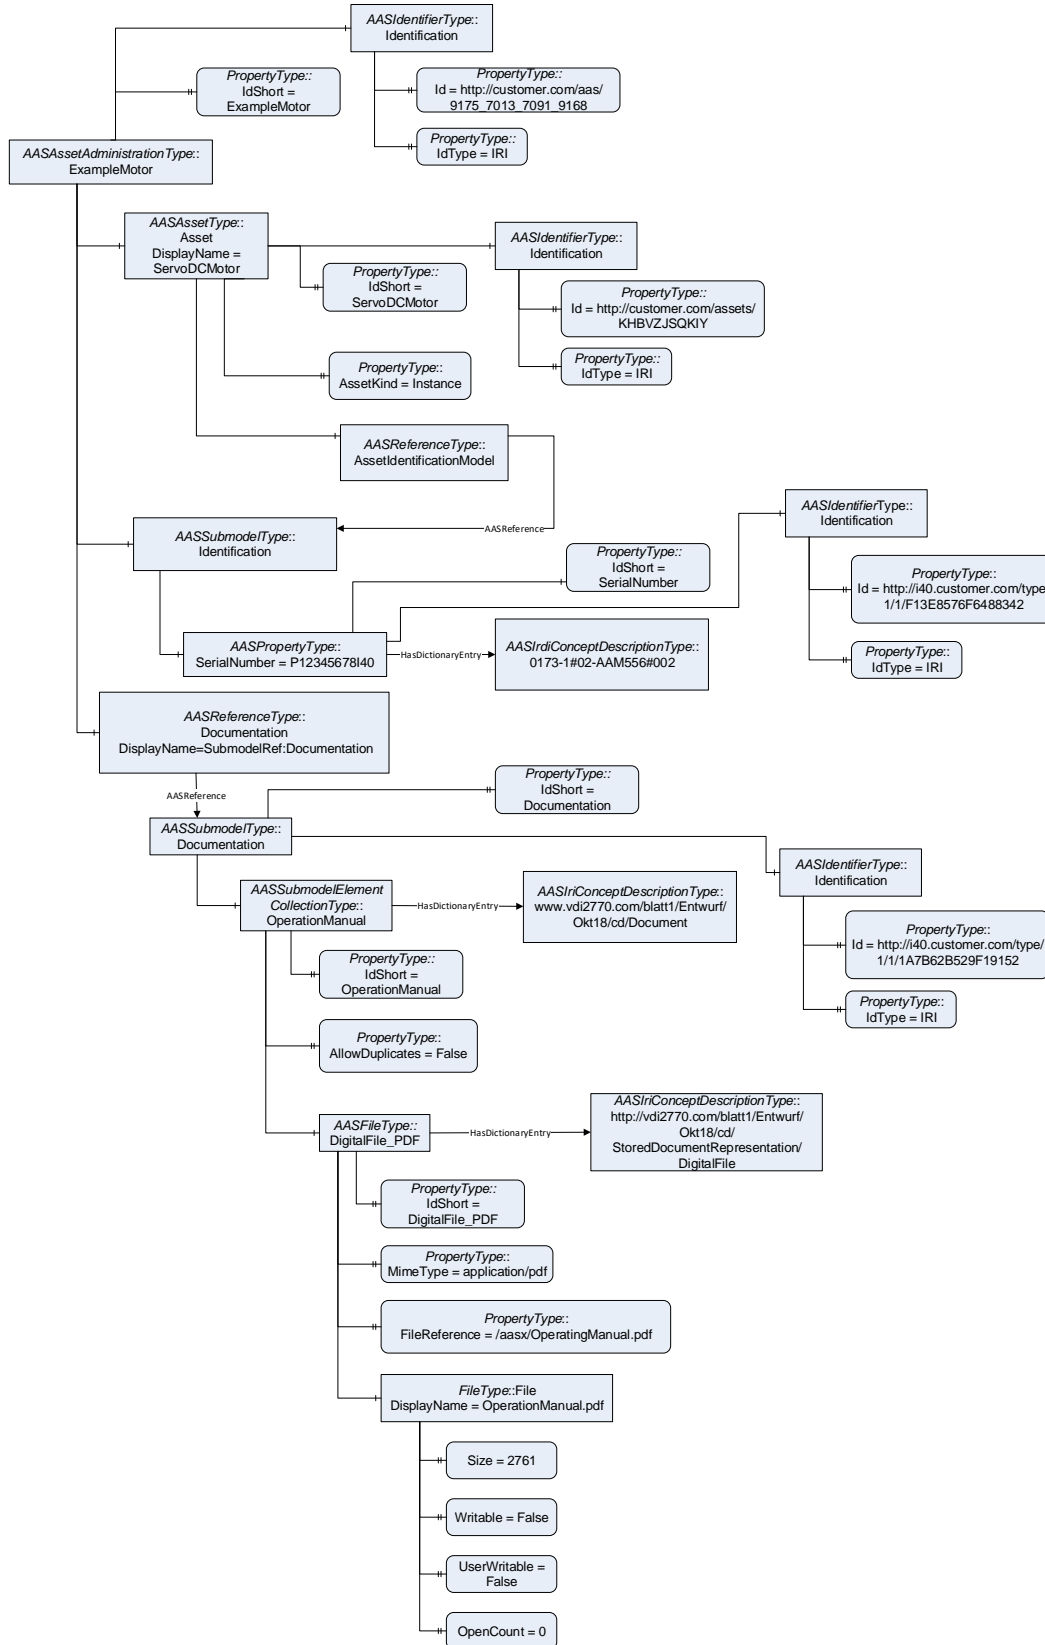 AASIdentifierType::
Identification
PropertyType::
IdShort =
ExampleMotor
PropertyType::
Id = http://customer.com/aas/
9175_7013_7091_9168
PropertyType::
IdType = IRI
AASAssetAdministrationType::
ExampleMotor
AASAssetType::
Asset
DisplayName =
ServoDCMotor
AASIdentifierType::
Identification
PropertyType::
IdShort =
ServoDCMotor
PropertyType::
Id = http://customer.com/assets/
KHBVZJSQKIY
PropertyType::
IdType = IRI
PropertyType::
AssetKind = Instance
AASReferenceType::
AssetIdentificationModel
AASReference
AASSubmodelType::
Identification
AASIdentifierType::
Identification
PropertyType::
IdShort =
SerialNumber
PropertyType::
Id = http://i40.customer.com/type
1/1/F13E8576F6488342
AASPropertyType::
SerialNumber = P12345678I40
HasDictionaryEntry
AASIrdiConceptDescriptionType::
0173-1#02-AAM556#002
PropertyType::
IdType = IRI
AASReferenceType::
Documentation
DisplayName=SubmodelRef:Documentation
AASReference
PropertyType::
IdShort =
Documentation
AASSubmodelType::
Documentation
AASIdentifierType::
Identification
AASSubmodelElement
CollectionType::
OperationManual
HasDictionaryEntry
AASIriConceptDescriptionType::
www.vdi2770.com/blatt1/Entwurf/
Okt18/cd/Document
PropertyType::
Id = http://i40.customer.com/type/
1/1/1A7B62B529F19152
PropertyType::
IdShort =
OperationManual
PropertyType::
IdType = IRI
PropertyType::
AllowDuplicates = False
AASFileType::
DigitalFile_PDF
HasDictionaryEntry
AASIriConceptDescriptionType::
http://vdi2770.com/blatt1/Entwurf/
Okt18/cd/
StoredDocumentRepresentation/
DigitalFile
PropertyType::
IdShort =
DigitalFile_PDF
PropertyType::
MimeType = application/pdf
PropertyType::
FileReference = /aasx/OperatingManual.pdf
FileType::File
DisplayName = OperationManual.pdf
Size = 2761
Writable = False
UserWritable =
False
OpenCount = 0